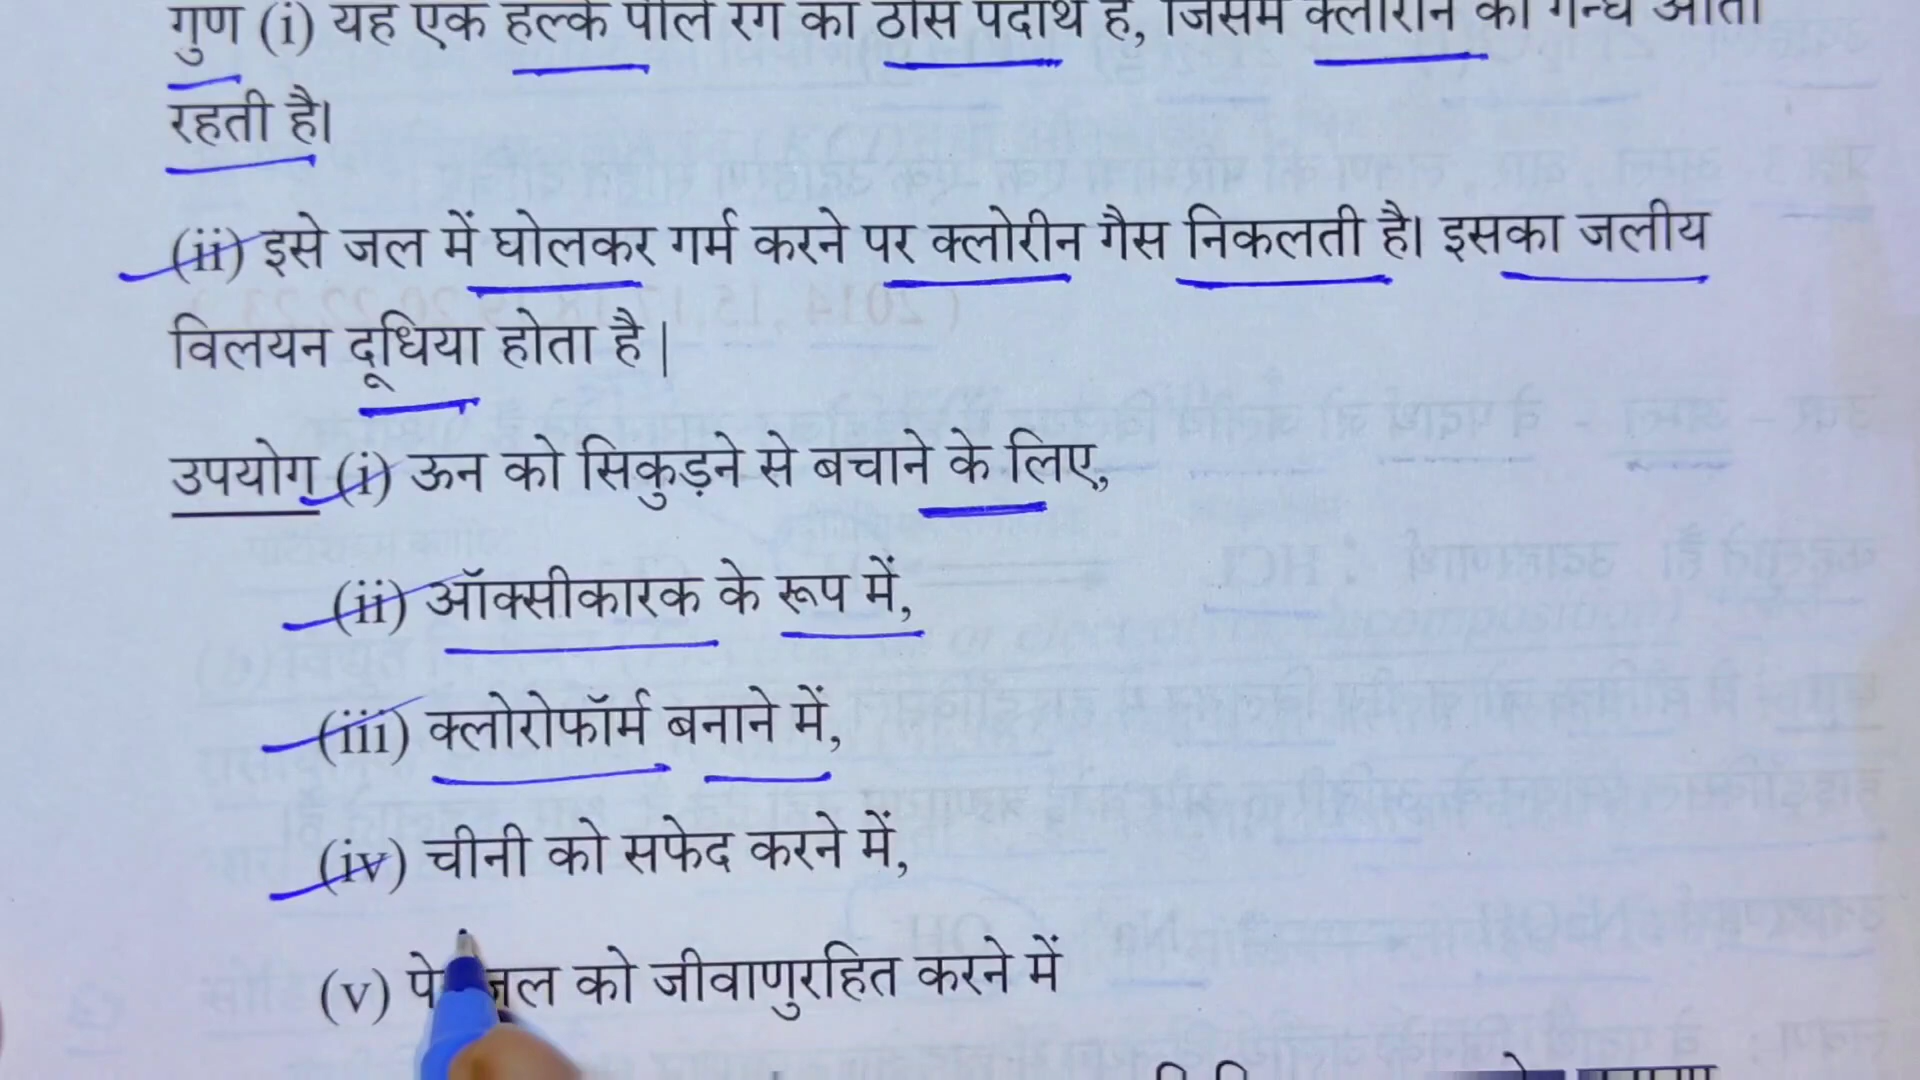 गुण (i) यह एक हल्के पीले रंग का ठोस पदार्थ है, जिसमें क्लोरीन की गन्ध आती
रहती है।
(ii) इसे जल में घोलकर गर्म करने पर क्लोरीन गैस निकलती है। इसका जलीय
विलयन दूधिया होता है |
उपयोग (i) ऊन को सिकुड़ने से बचाने के लिए,
(ii) ऑक्सीकारक के रूप में,
(iii) क्लोरोफॉर्म बनाने में,
(iv) चीनी को सफेद करने में,
(v) को जीवाणुरहित करने में